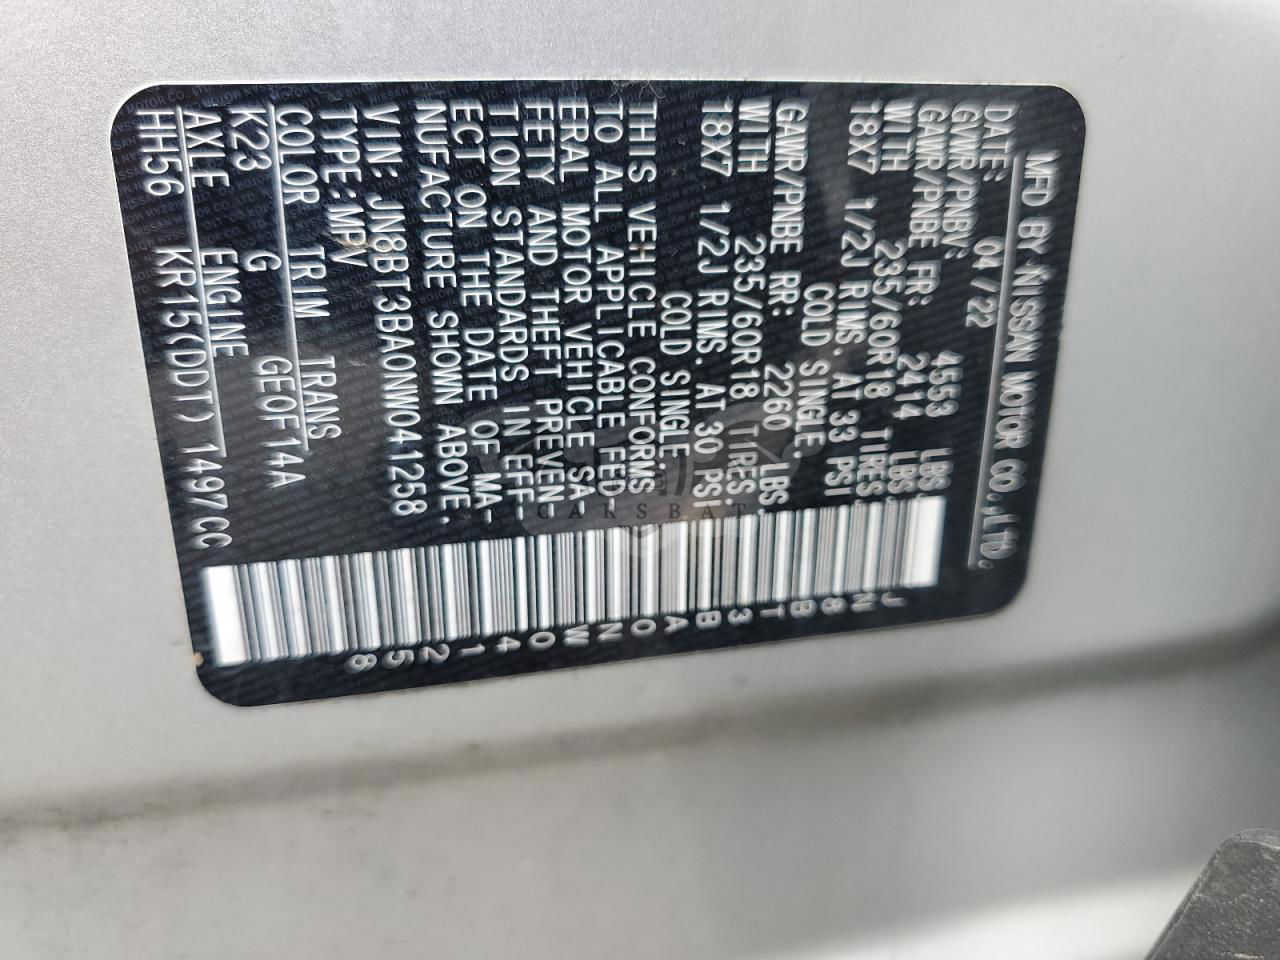 MFD BY NISSAN MOTOR CO.,LTD.
DATE: 04/22
GVWR/PNBV: 4553 LBS.
GAWR/PNBE FR: 2414 LBS.
WITH 235/60R18 TIRES.
18X7 1/2J RIMS. AT 33 PSI
COLD SINGLE.
GAWR/PNBE RR: 2260 LBS.
WITH 235/60R18 TIRES.
18X7 1/2J RIMS. AT 30 PSI
COLD SINGLE.
THIS VEHICLE CONFORMS
TO ALL APPLICABLE FED-
ERAL MOTOR VEHICLE SA-
FETY AND THEFT PREVEN-
TION STANDARDS IN EFF-
ECT ON THE DATE OF MA-
NUFACTURE SHOWN ABOVE.
VIN: JN8BT3BA0NW041258
TYPE:MPV
COLOR TRIM TRANS
K23 G GEOF14A
AXLE ENGINE
HH56 KR15(DDT) 1497CC
JN8BT3BA0NW041258
CARSBAT